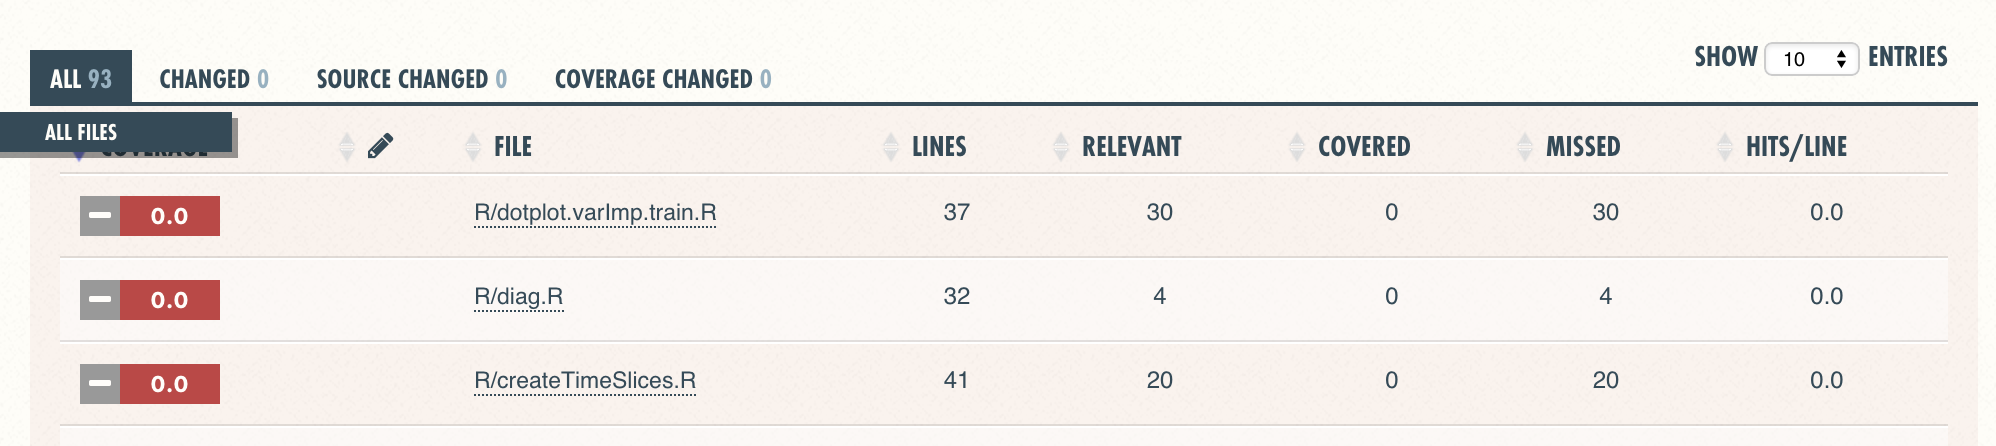 SHOW 10 ENTRIES
ALL 93 CHANGED 0 SOURCE CHANGED 0 COVERAGE CHANGED 0
ALL FILES
COVERAGE FILE LINES RELEVANT COVERED MISSED HITS/LINE
0.0 R/dotplot.varImp.train.R 37 30 0 30 0.0
0.0 R/diag.R 32 4 0 4 0.0
0.0 R/createTimeSlices.R 41 20 0 20 0.0